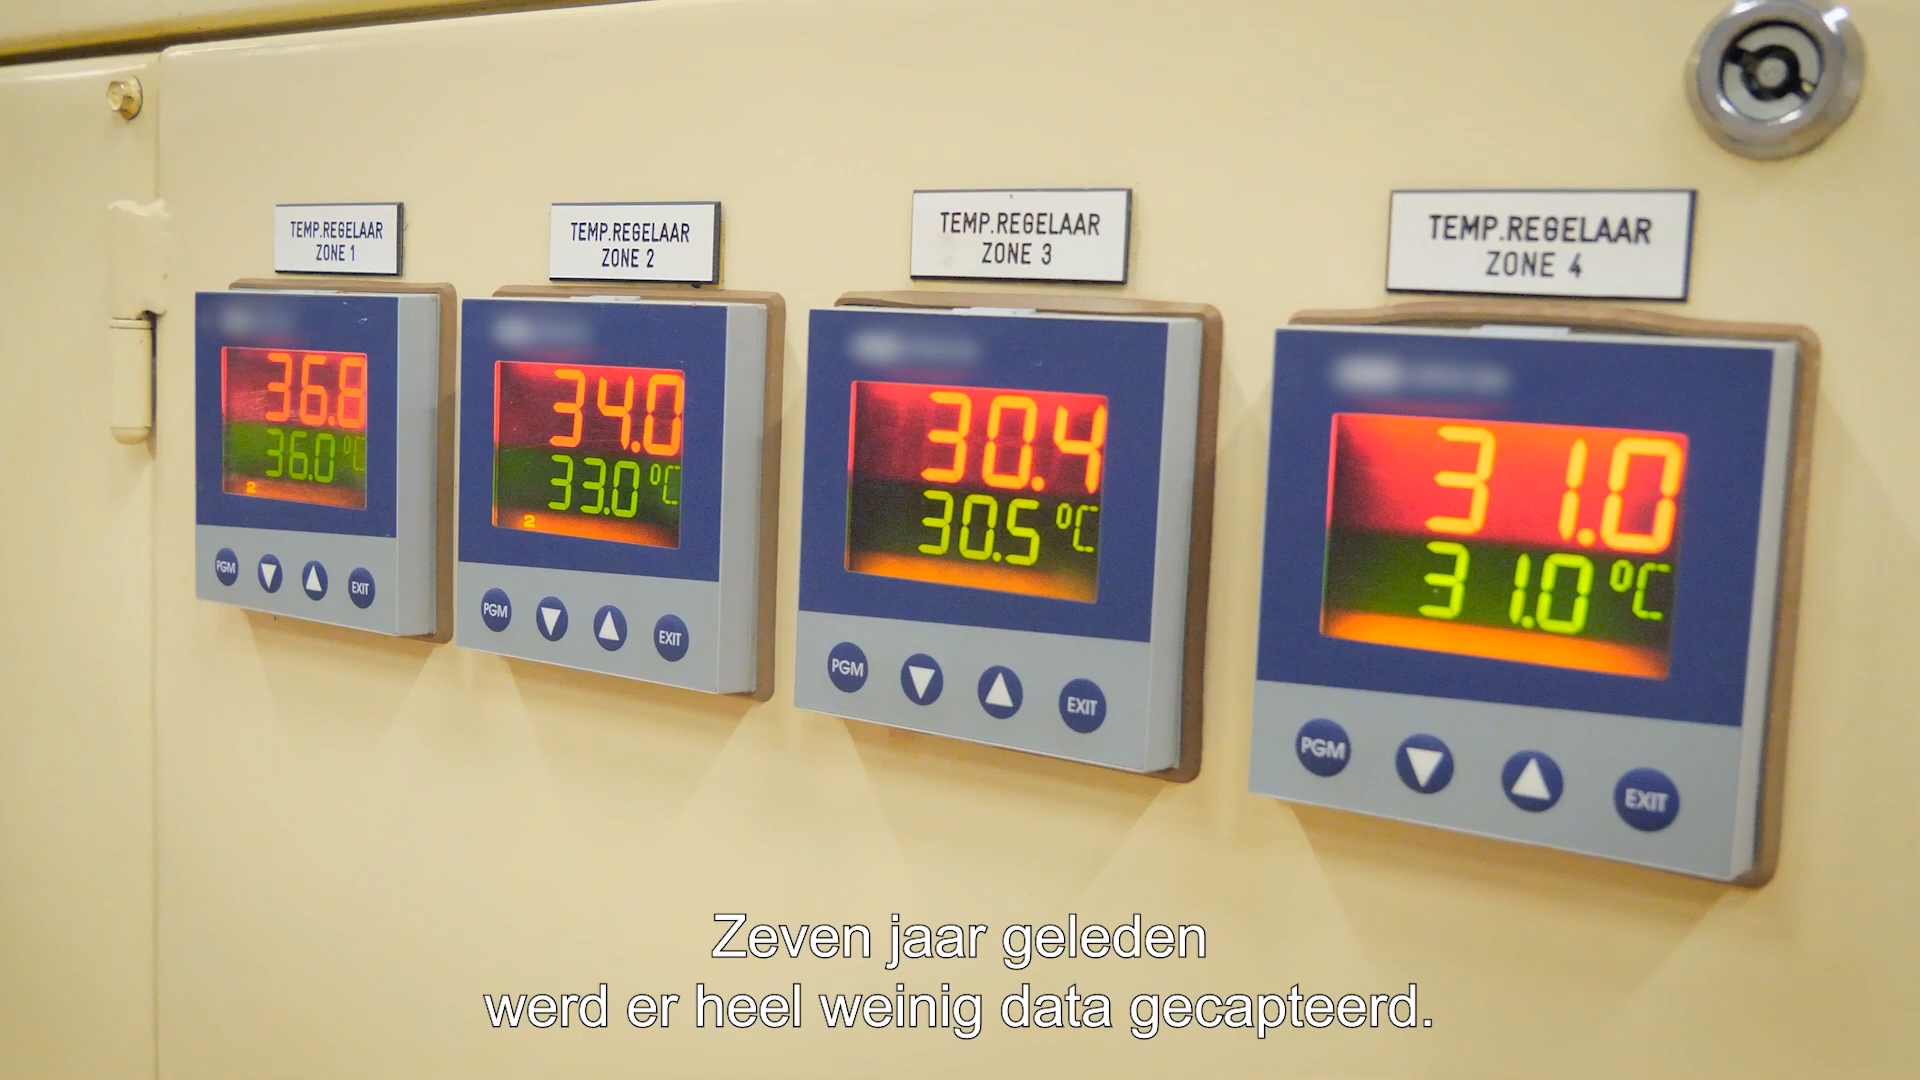 TEMP.REGELAAR
ZONE 1
TEMP.REGELAAR
ZONE 2
TEMP.REGELAAR
ZONE 3
TEMP.REGELAAR
ZONE 4
36.8
36.0 °C
2
PGM
EXIT
34.0
33.0 °C
2
PGM
EXIT
30.4
30.5 °C
PGM
EXIT
31.0
31.0 °C
PGM
EXIT
Zeven jaar geleden
werd er heel weinig data gecapteerd.